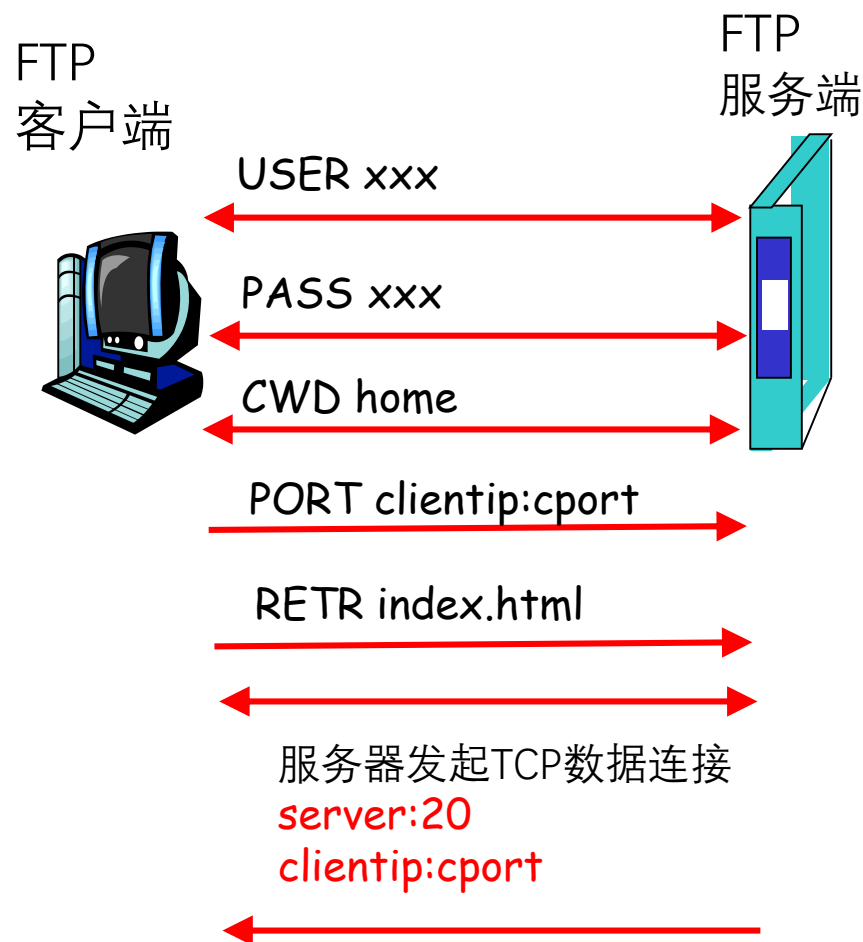 FTP
客户端
FTP
服务端
USER xxx
PASS xxx
CWD home
PORT clientip:cport
RETR index.html
服务器发起TCP数据连接
server:20
clientip:cport